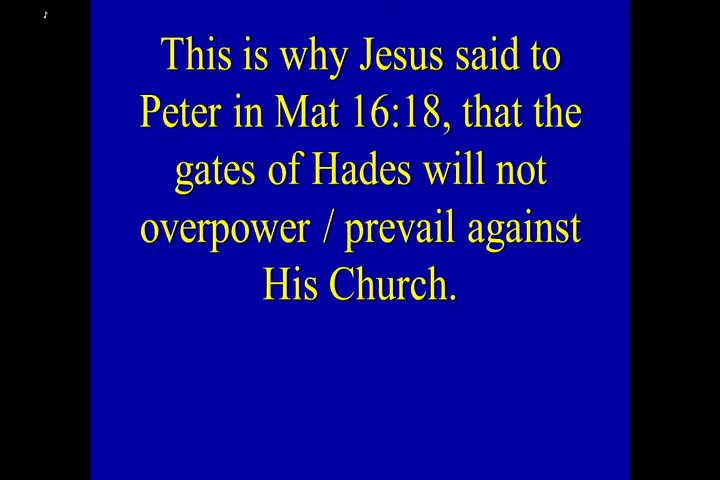 This is why Jesus said to
Peter in Mat 16:18, that the
gates of Hades will not
overpower / prevail against
His Church.